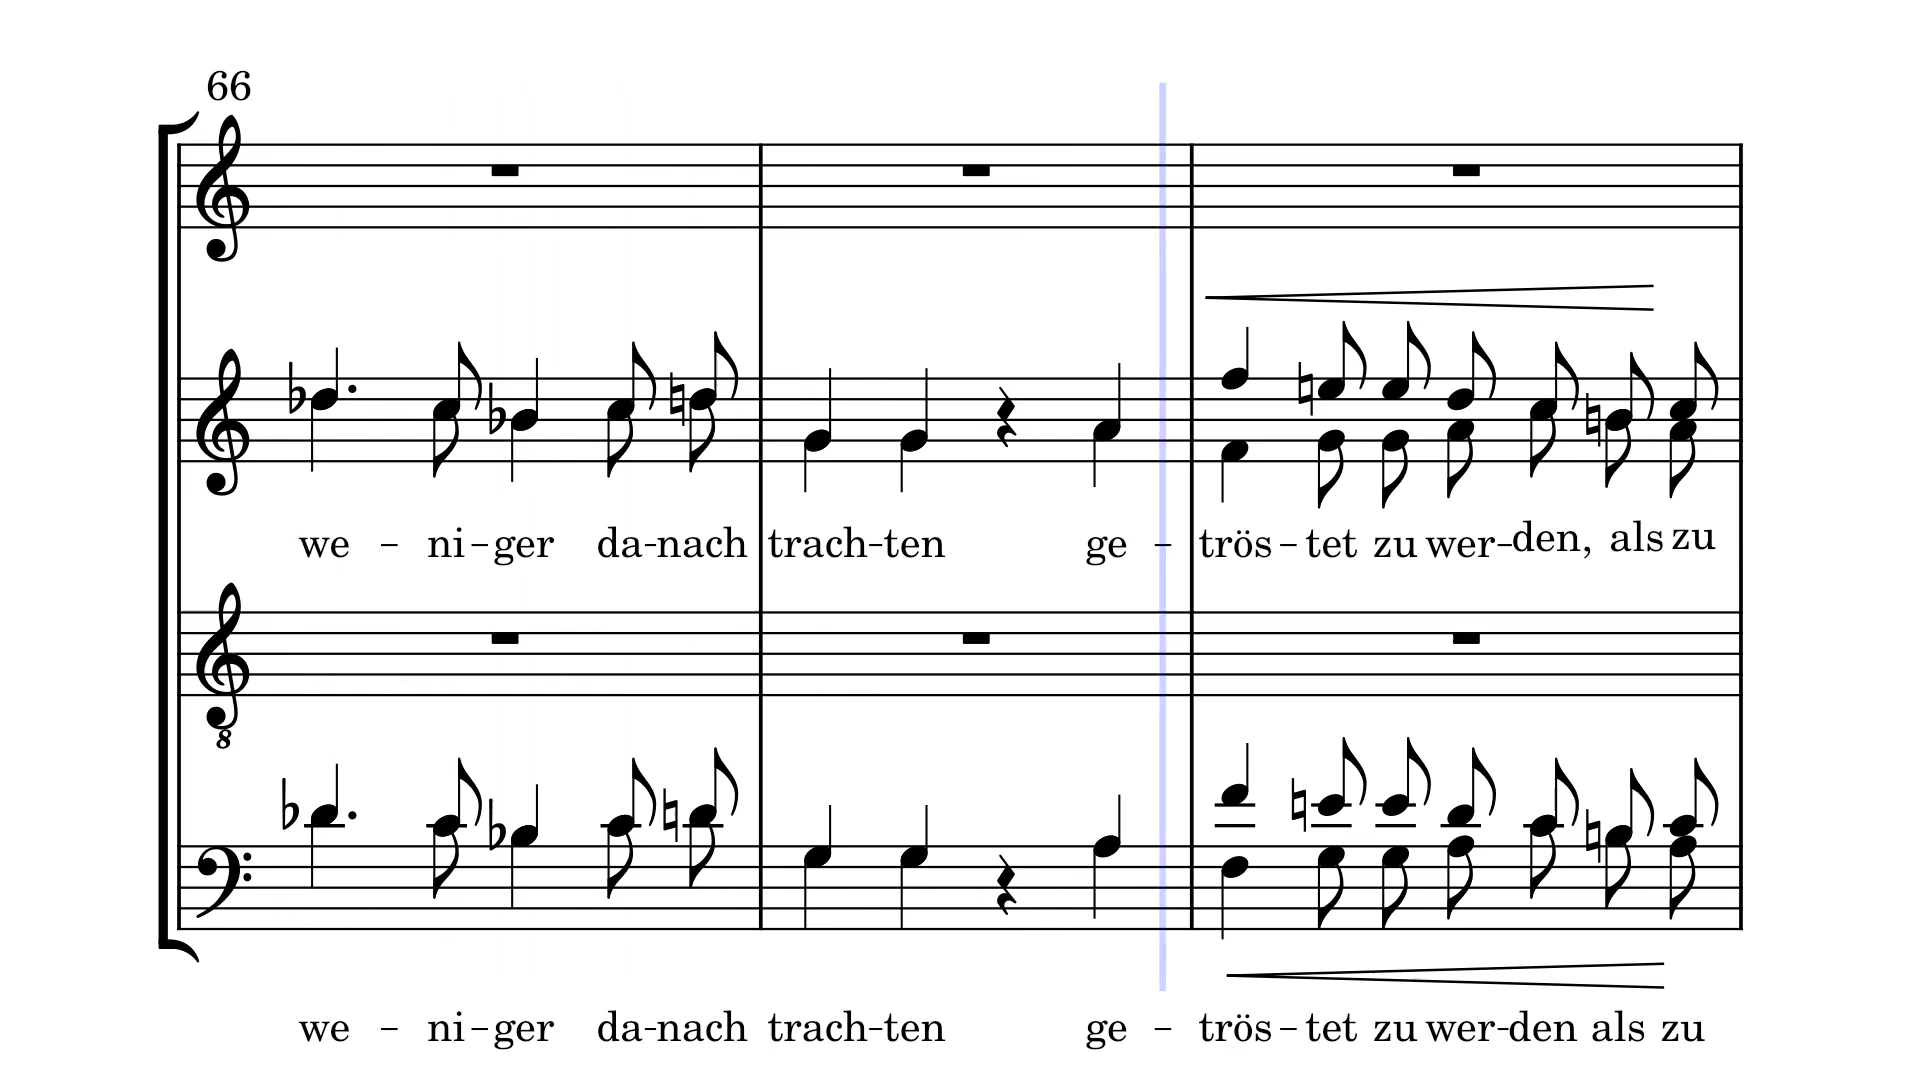 66
we – ni–ger da-nach trach-ten ge – trös–tet zu wer-den, als zu
8
we – ni–ger da-nach trach-ten ge – trös–tet zu wer-den als zu